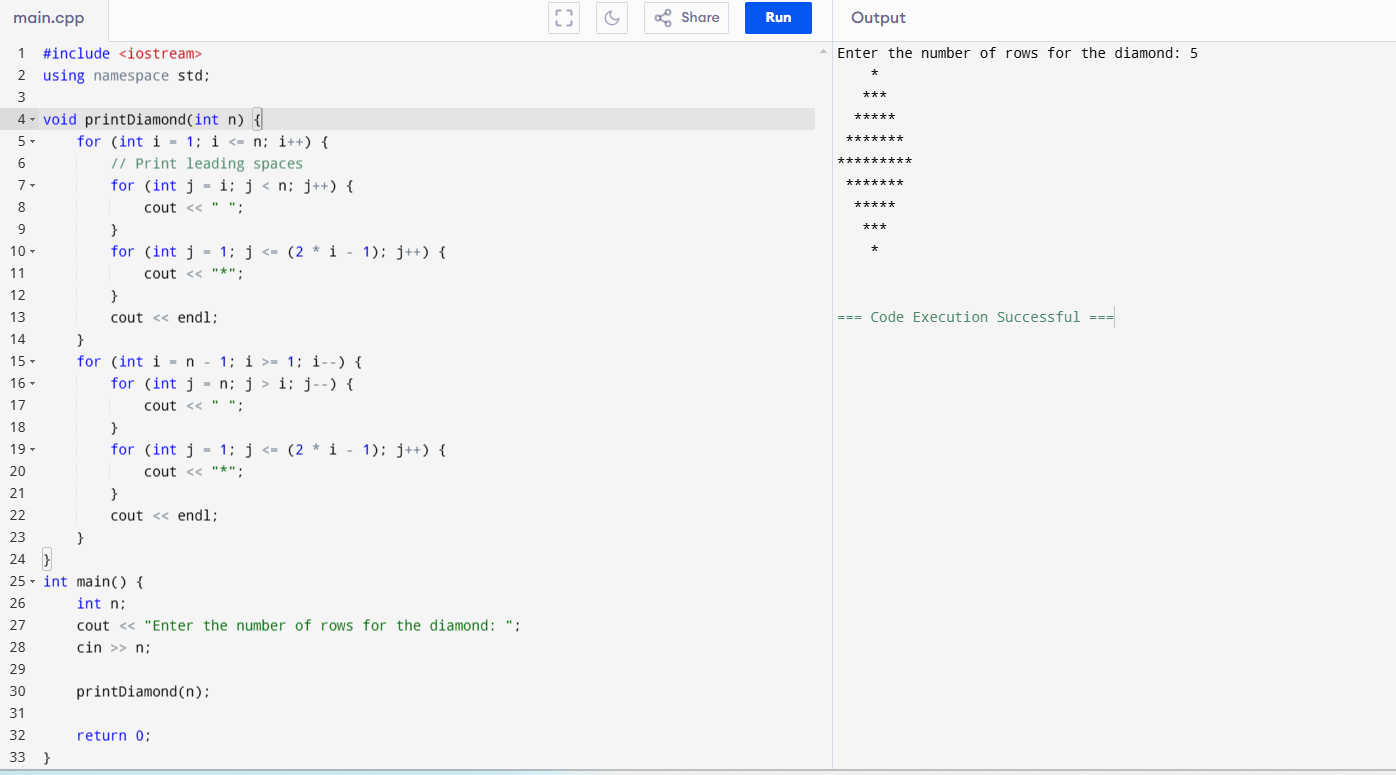 main.cpp
Share
Run
Output
1 #include <iostream>
2 using namespace std;
3
4 void printDiamond(int n) {
5     for (int i = 1; i <= n; i++) {
6         // Print leading spaces
7         for (int j = i; j < n; j++) {
8             cout << " ";
9         }
10         for (int j = 1; j <= (2 * i - 1); j++) {
11             cout << "*";
12         }
13         cout << endl;
14     }
15     for (int i = n - 1; i >= 1; i--) {
16         for (int j = n; j > i; j--) {
17             cout << " ";
18         }
19         for (int j = 1; j <= (2 * i - 1); j++) {
20             cout << "*";
21         }
22         cout << endl;
23     }
24 }
25 int main() {
26     int n;
27     cout << "Enter the number of rows for the diamond: ";
28     cin >> n;
29
30     printDiamond(n);
31
32     return 0;
33 }
Enter the number of rows for the diamond: 5
    *
   ***
  *****
 *******
*********
 *******
  *****
   ***
    *
=== Code Execution Successful ===